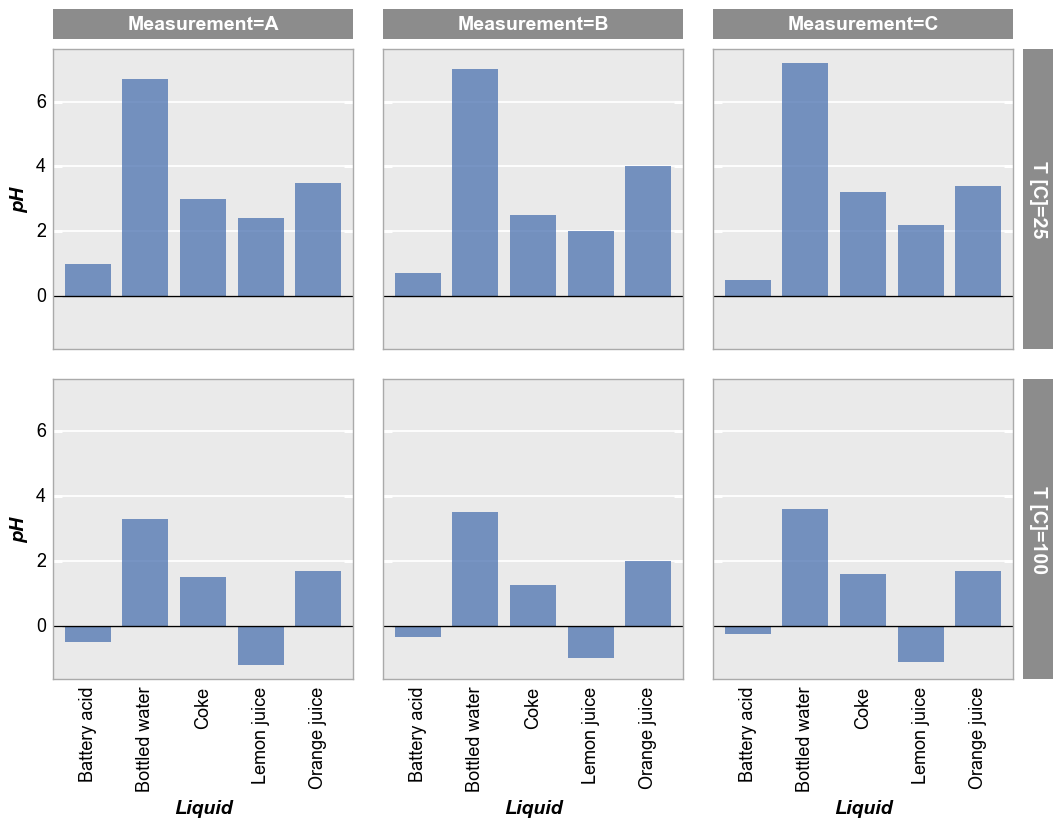 Measurement=A
Measurement=B
Measurement=C
pH
6
4
2
0
T [C]=25
pH
6
4
2
0
T [C]=100
Battery acid
Bottled water
Coke
Lemon juice
Orange juice
Battery acid
Bottled water
Coke
Lemon juice
Orange juice
Battery acid
Bottled water
Coke
Lemon juice
Orange juice
Liquid
Liquid
Liquid